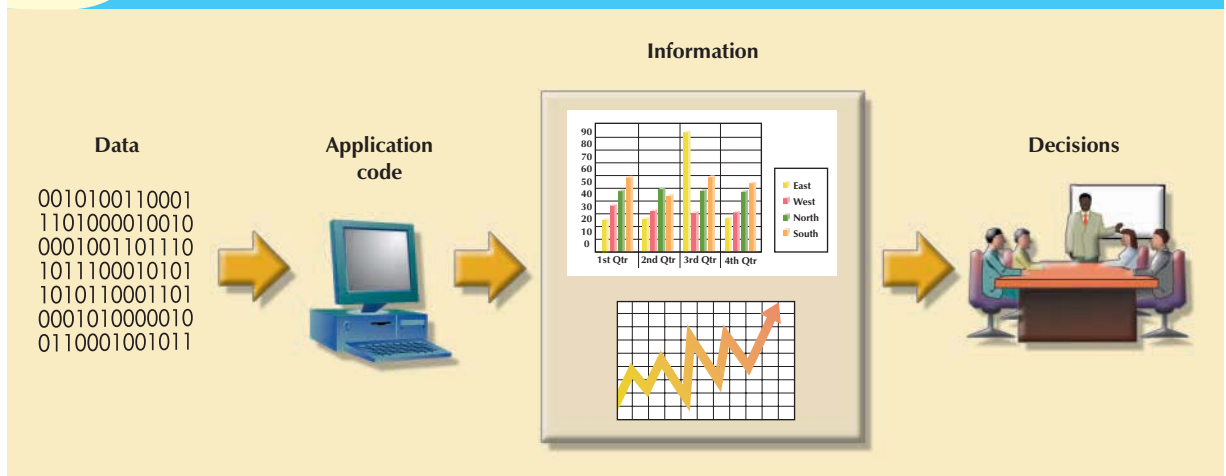 Information
Data
Application
code
Decisions
0010100110001
1101000010010
0001001101110
1011100010101
1010110001101
0001010000010
0110001001011
90
80
70
60
50
40
30
20
0
East
West
North
South
1st Qtr 2nd Qtr 3rd Qtr 4th Qtr